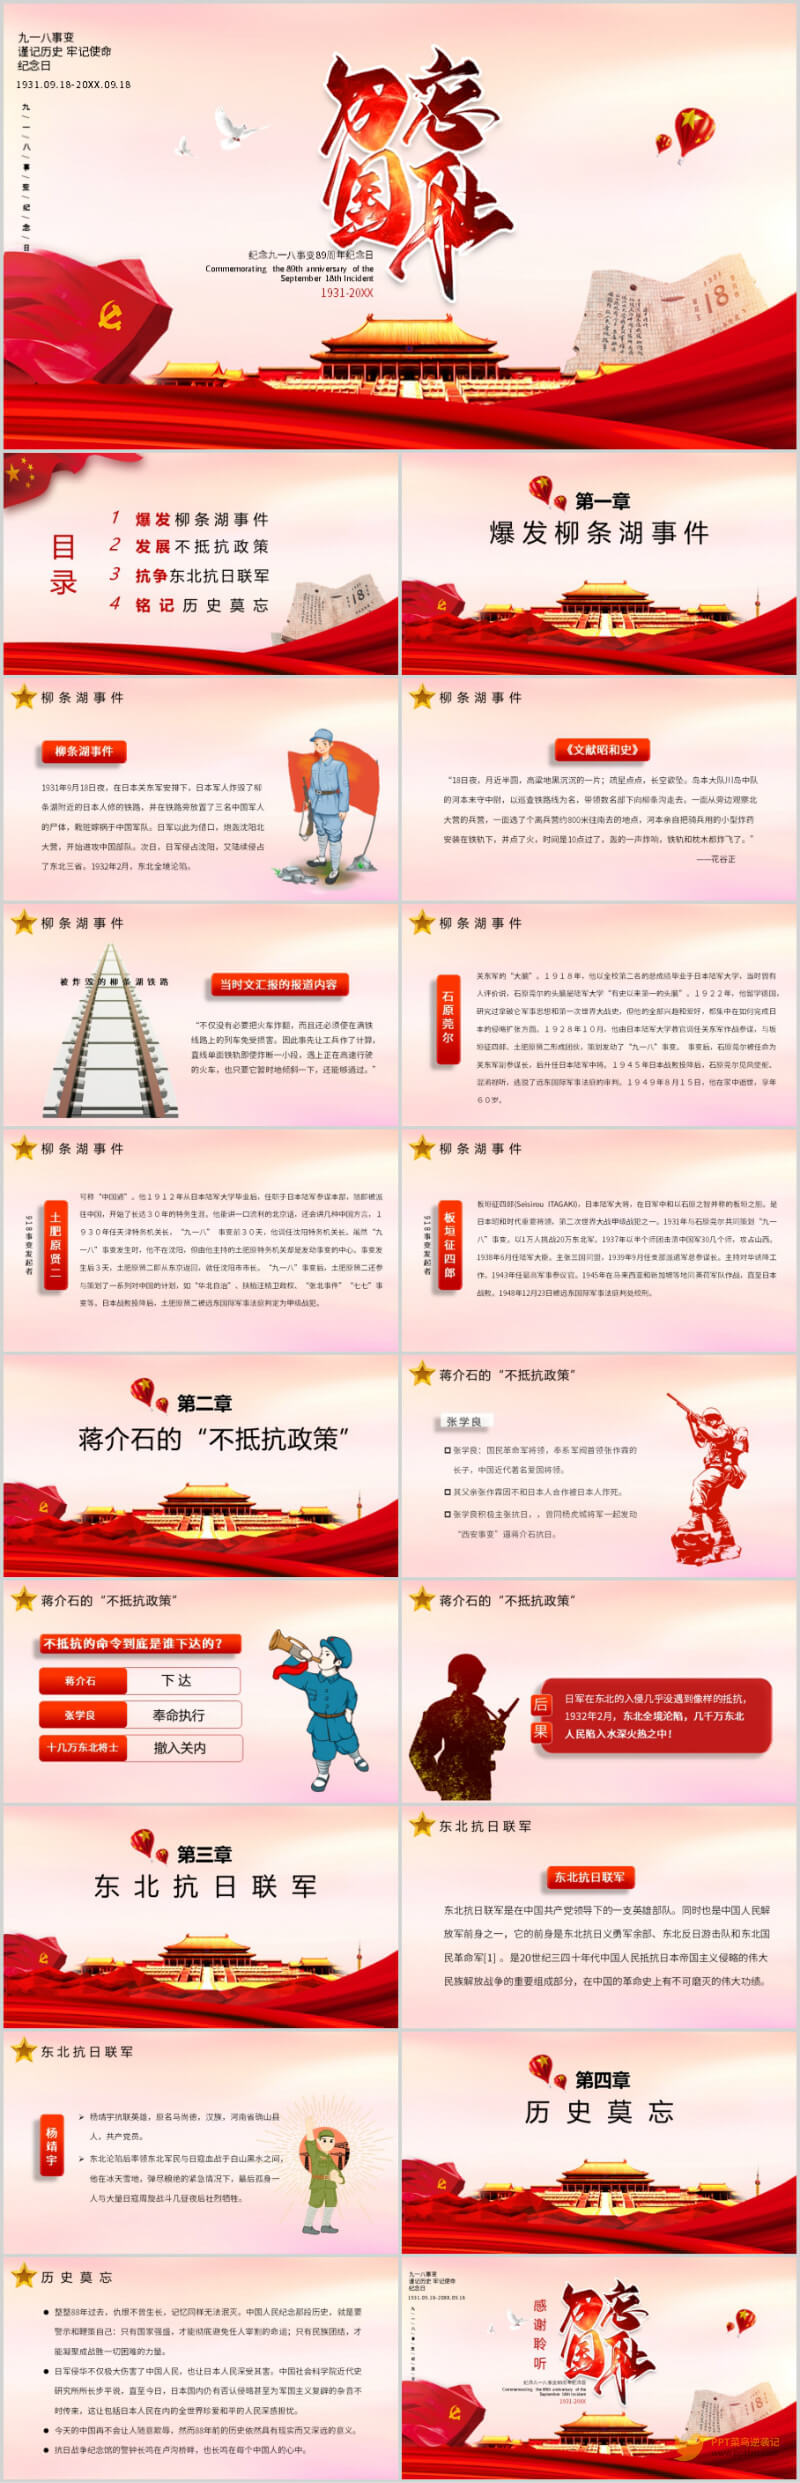 九一八事变
谨记历史 牢记使命
纪念日
1931.09.18-20XX.09.18
九/一/八/事/变/纪/念/日
勿忘国耻
纪念九一八事变89周年纪念日
Commemorating the 89th anniversary of the
September 18th Incident
1931-20XX
18
目录
1 爆发柳条湖事件
2 发展不抵抗政策
3 抗争东北抗日联军
4 铭记历史莫忘
18
第一章
爆发柳条湖事件
柳条湖事件
柳条湖事件
1931年9月18日夜，在日本关东军安排下，日本军人炸毁了柳
条湖附近的日本人修的铁路，并在铁路旁放置了三名中国军人
的尸体，栽赃嫁祸于中国军队。日军以此为借口，炮轰沈阳北
大营，开始进攻中国部队。次日，日军侵占沈阳，又陆续侵占
了东北三省。1932年2月，东北全境沦陷。
柳条湖事件
《文献昭和史》
“18日夜，月近半圆，高粱地黑沉沉的一片；疏星点点，长空欲坠。岛本大队川岛中队
的河本末守中尉，以巡查铁路线为名，带领数名部下向柳条沟走去。一面从旁边观察北
大营的兵营，一面选了个离兵营约800米往南去的地点，河本亲自把骑兵用的小型炸药
安装在铁轨下，并点了火，时间是10点过了，轰的一声炸响，铁轨和枕木都炸飞了。”
——花谷正
柳条湖事件
被炸毁的柳条湖铁路
当时文汇报的报道内容
“不仅没有必要把火车炸翻，而且还必须使在满铁
线路上的列车免受损害。因此事先让工兵作了计算，
直线单面铁轨即使炸断一小段，遇上正在高速行驶
的火车，也只要它暂时地倾斜一下，还能够通过。”
柳条湖事件
石原莞尔
关东军的“大脑”。１９１８年，他以全校第二名的总成绩毕业于日本陆军大学，当时曾有
人评价说，石原莞尔的头脑是陆军大学“有史以来第一的头脑”。１９２２年，他留学德国，
研究过拿破仑军事思想和第一次世界大战史，但他的全部兴趣和爱好，都集中在如何完成日
本的侵略扩张方面。１９２８年１０月，他由日本陆军大学教官调任关东军作战参谋，与板
垣征四郎、土肥原贤二形成团伙，策划发动了“九一八”事变。 事变后，石原莞尔被任命为
关东军副参谋长，后升任日本陆军中将。１９４５年日本战败投降后，石原莞尔见风使舵、
混淆视听，逃脱了远东国际军事法庭的审判。１９４９年８月１５日，他在家中逝世，享年
６０岁。
柳条湖事件
918事变发起者
土肥原贤二
可称“中国通”。他１９１２年从日本陆军大学毕业后，任职于日本陆军参谋本部，随即被派
往中国，开始了长达３０年的特务生涯。他能讲一口流利的北京话，还会讲几种中国方言，１
９３０年任天津特务机关长，“九一八” 事变前３０天，他调任沈阳特务机关长。虽然“九
一八”事变发生时，他不在沈阳，但由他主持的土肥原特务机关却是发动事变的中心。事变发
生后３天，土肥原贤二即从东京返回，就任沈阳市市长。“九一八”事变后，土肥原贤二还参
与策划了一系列对中国的计划，如“华北自治”、扶植汪精卫政权、“张北事件”“七七”事
变等。日本战败投降后，土肥原贤二被远东国际军事法庭判定为甲级战犯。
柳条湖事件
918事变发起者
板垣征四郎
板垣征四郎(Seisirou ITAGAKI)，日本陆军大将，在日军中和以石原之智并称的板垣之胆。是
日本昭和时代重要将领，第二次世界大战甲级战犯之一。1931年与石原莞尔共同策划“九一
八”事变。以1万人挑战20万东北军。1937年以半个师团击溃中国军30几个师，攻占山西。
1938年6月任陆军大臣。主张三国同盟，1939年9月任支那派遣军总参谋长。主持对华诱降工
作。1943年任最高军事参议官。1945年在马来西亚和新加坡等地同英荷军队作战，直至日本
战败。1948年12月23日被远东国际军事法庭判处绞刑。
第二章
蒋介石的“不抵抗政策”
蒋介石的“不抵抗政策”
张学良
张学良：国民革命军将领，奉系军阀首领张作霖的
长子，中国近代著名爱国将领。
其父亲张作霖因不和日本人合作被日本人炸死。
张学良积极主张抗日，，曾同杨虎城将军一起发动
“西安事变”逼蒋介石抗日。
蒋介石的“不抵抗政策”
不抵抗的命令到底是谁下达的？
蒋介石 下达
张学良 奉命执行
十几万东北将士 撤入关内
蒋介石的“不抵抗政策”
后果
日军在东北的入侵几乎没遇到像样的抵抗，
1932年2月，东北全境沦陷，几千万东北
人民陷入水深火热之中！
第三章
东北抗日联军
东北抗日联军
东北抗日联军
东北抗日联军是在中国共产党领导下的一支英雄部队。同时也是中国人民解
放军前身之一，它的前身是东北抗日义勇军余部、东北反日游击队和东北国
民革命军[1] 。是20世纪三四十年代中国人民抵抗日本帝国主义侵略的伟大
民族解放战争的重要组成部分，在中国的革命史上有不可磨灭的伟大功绩。
东北抗日联军
杨靖宇
杨靖宇抗联英雄，原名马尚德，汉族，河南省确山县
人，共产党员。
东北沦陷后率领东北军民与日寇血战于白山黑水之间，
他在冰天雪地，弹尽粮绝的紧急情况下，最后孤身一
人与大量日寇周旋战斗几昼夜后壮烈牺牲。
第四章
历史莫忘
历史莫忘
整整88年过去，仇恨不曾生长，记忆同样无法泯灭。中国人民纪念那段历史，就是要
警示和鞭策自己：只有国家强盛，才能彻底避免任人宰割的命运；只有民族团结，才
能凝聚成战胜一切困难的力量。
日军侵华不仅极大伤害了中国人民，也让日本人民深受其害。中国社会科学院近代史
研究所所长步平说，直至今日，日本国内仍有否认侵略甚至为军国主义复辟的杂音不
时传来，这让包括日本人民在内的全世界珍爱和平的人民深感担忧。
今天的中国再不会让人随意欺辱，然而88年前的历史依然具有现实而又深远的意义。
抗日战争纪念馆的警钟长鸣在卢沟桥畔，也长鸣在每个中国人的心中。
九一八事变
谨记历史 牢记使命
纪念日
1931.09.18-20XX.09.18
感谢聆听
勿忘国耻
纪念九一八事变89周年纪念日
Commemorating the 89th anniversary of the
September 18th Incident
1931-20XX
18
PPT菜鸟逆袭记